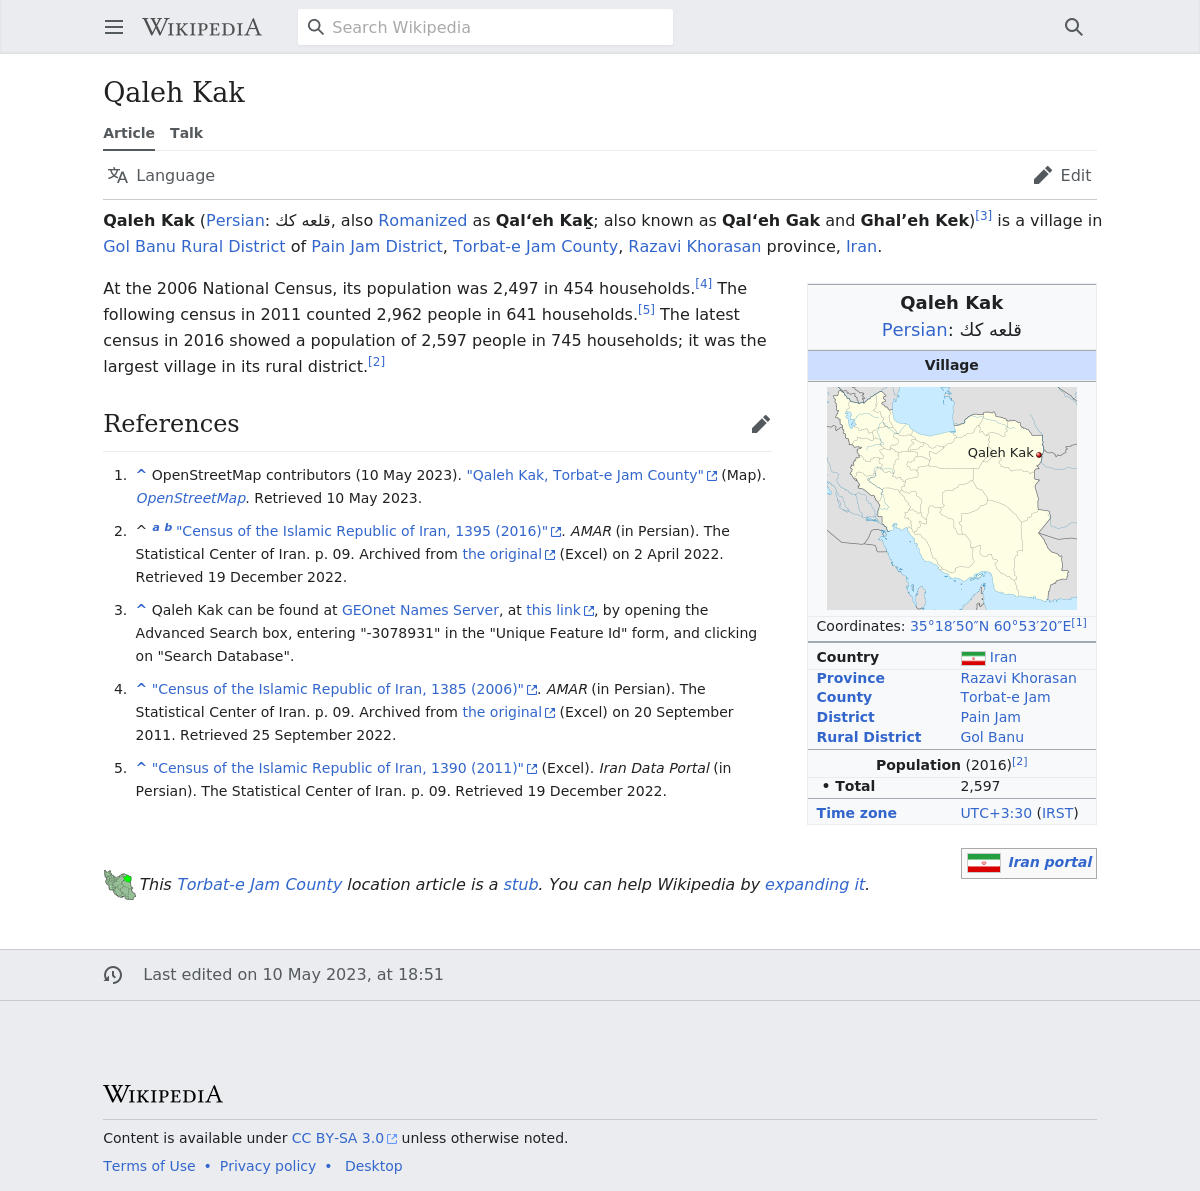 WIKIPEDIA
Search Wikipedia
Qaleh Kak
Article Talk
Language
Edit
Qaleh Kak (Persian: قلعه كك, also Romanized as Qal‘eh Kaḵ; also known as Qal‘eh Gak and Ghal’eh Kek)[3] is a village in
Gol Banu Rural District of Pain Jam District, Torbat-e Jam County, Razavi Khorasan province, Iran.
At the 2006 National Census, its population was 2,497 in 454 households.[4] The
following census in 2011 counted 2,962 people in 641 households.[5] The latest
census in 2016 showed a population of 2,597 people in 745 households; it was the
largest village in its rural district.[2]
References
1. ^ OpenStreetMap contributors (10 May 2023). "Qaleh Kak, Torbat-e Jam County" (Map).
OpenStreetMap. Retrieved 10 May 2023.
2. ^ a b "Census of the Islamic Republic of Iran, 1395 (2016)". AMAR (in Persian). The
Statistical Center of Iran. p. 09. Archived from the original (Excel) on 2 April 2022.
Retrieved 19 December 2022.
3. ^ Qaleh Kak can be found at GEOnet Names Server, at this link, by opening the
Advanced Search box, entering "-3078931" in the "Unique Feature Id" form, and clicking
on "Search Database".
4. ^ "Census of the Islamic Republic of Iran, 1385 (2006)". AMAR (in Persian). The
Statistical Center of Iran. p. 09. Archived from the original (Excel) on 20 September
2011. Retrieved 25 September 2022.
5. ^ "Census of the Islamic Republic of Iran, 1390 (2011)" (Excel). Iran Data Portal (in
Persian). The Statistical Center of Iran. p. 09. Retrieved 19 December 2022.
Qaleh Kak
Persian: قلعه كك
Village
Qaleh Kak
Coordinates: 35°18′50″N 60°53′20″E[1]
Country Iran
Province Razavi Khorasan
County Torbat-e Jam
District Pain Jam
Rural District Gol Banu
Population (2016)[2]
• Total 2,597
Time zone UTC+3:30 (IRST)
Iran portal
This Torbat-e Jam County location article is a stub. You can help Wikipedia by expanding it.
Last edited on 10 May 2023, at 18:51
WIKIPEDIA
Content is available under CC BY-SA 3.0 unless otherwise noted.
Terms of Use • Privacy policy • Desktop